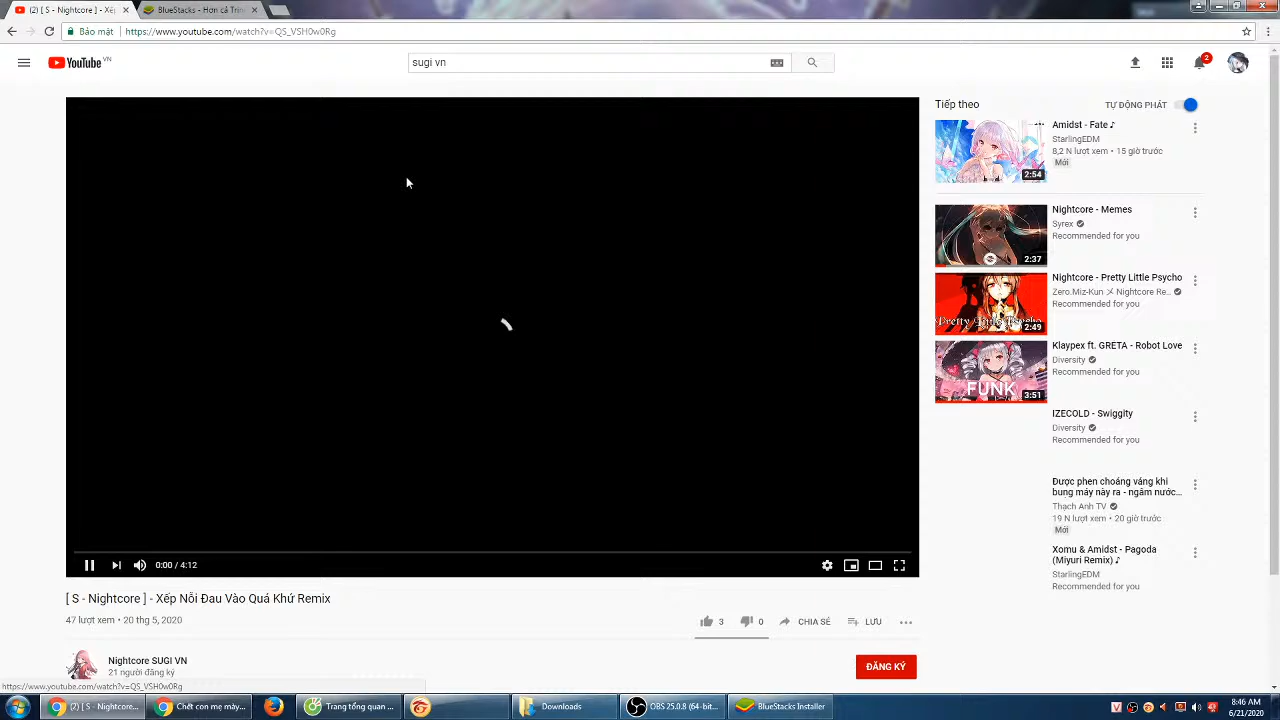 (2) [ S - Nightcore ] - Xếp
BlueStacks - Hơn cả Trìn
Bảo mật
https://www.youtube.com/watch?v=QS_VSH0w0Rg
YouTube VN
sugi vn
2
Tiếp theo
TỰ ĐỘNG PHÁT
Amidst - Fate ♪
StarlingEDM
8,2 N lượt xem • 15 giờ trước
Mới
2:54
Nightcore - Memes
Syrex
Recommended for you
2:37
Nightcore - Pretty Little Psycho
Zero.Miz-Kun 〤 Nightcore Re...
Recommended for you
Pretty Little Psycho
2:49
Klaypex ft. GRETA - Robot Love
Diversity
Recommended for you
FUNK
3:51
IZECOLD - Swiggity
Diversity
Recommended for you
Được phen choáng váng khi
bung máy này ra - ngâm nước...
Thạch Anh TV
19 N lượt xem • 20 giờ trước
Mới
Xomu & Amidst - Pagoda
(Miyuri Remix) ♪
StarlingEDM
Recommended for you
0:00 / 4:12
[ S - Nightcore ] - Xếp Nỗi Đau Vào Quá Khứ Remix
47 lượt xem • 20 thg 5, 2020
3
0
CHIA SẺ
LƯU
Nightcore SUGI VN
21 người đăng ký
ĐĂNG KÝ
https://www.youtube.com/watch?v=QS_VSH0w0Rg
(2) [ S - Nightcore...
Chết con mẹ mày...
Trang tổng quan ...
Downloads
OBS 25.0.8 (64-bit...
BlueStacks Installer
8:46 AM
6/21/2020